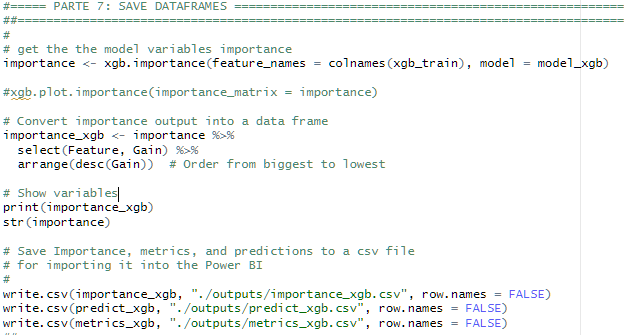 #===== PARTE 7: SAVE DATAFRAMES ======================================================
##====================================================================================
#
# get the the model variables importance
importance <- xgb.importance(feature_names = colnames(xgb_train), model = model_xgb)
#xgb.plot.importance(importance_matrix = importance)
# Convert importance output into a data frame
importance_xgb <- importance %>%
  select(Feature, Gain) %>%
  arrange(desc(Gain))  # Order from biggest to lowest
# Show variables
print(importance_xgb)
str(importance)
# Save Importance, metrics, and predictions to a csv file
# for importing it into the Power BI
#
write.csv(importance_xgb, "./outputs/importance_xgb.csv", row.names = FALSE)
write.csv(predict_xgb, "./outputs/predict_xgb.csv", row.names = FALSE)
write.csv(metrics_xgb, "./outputs/metrics_xgb.csv", row.names = FALSE)